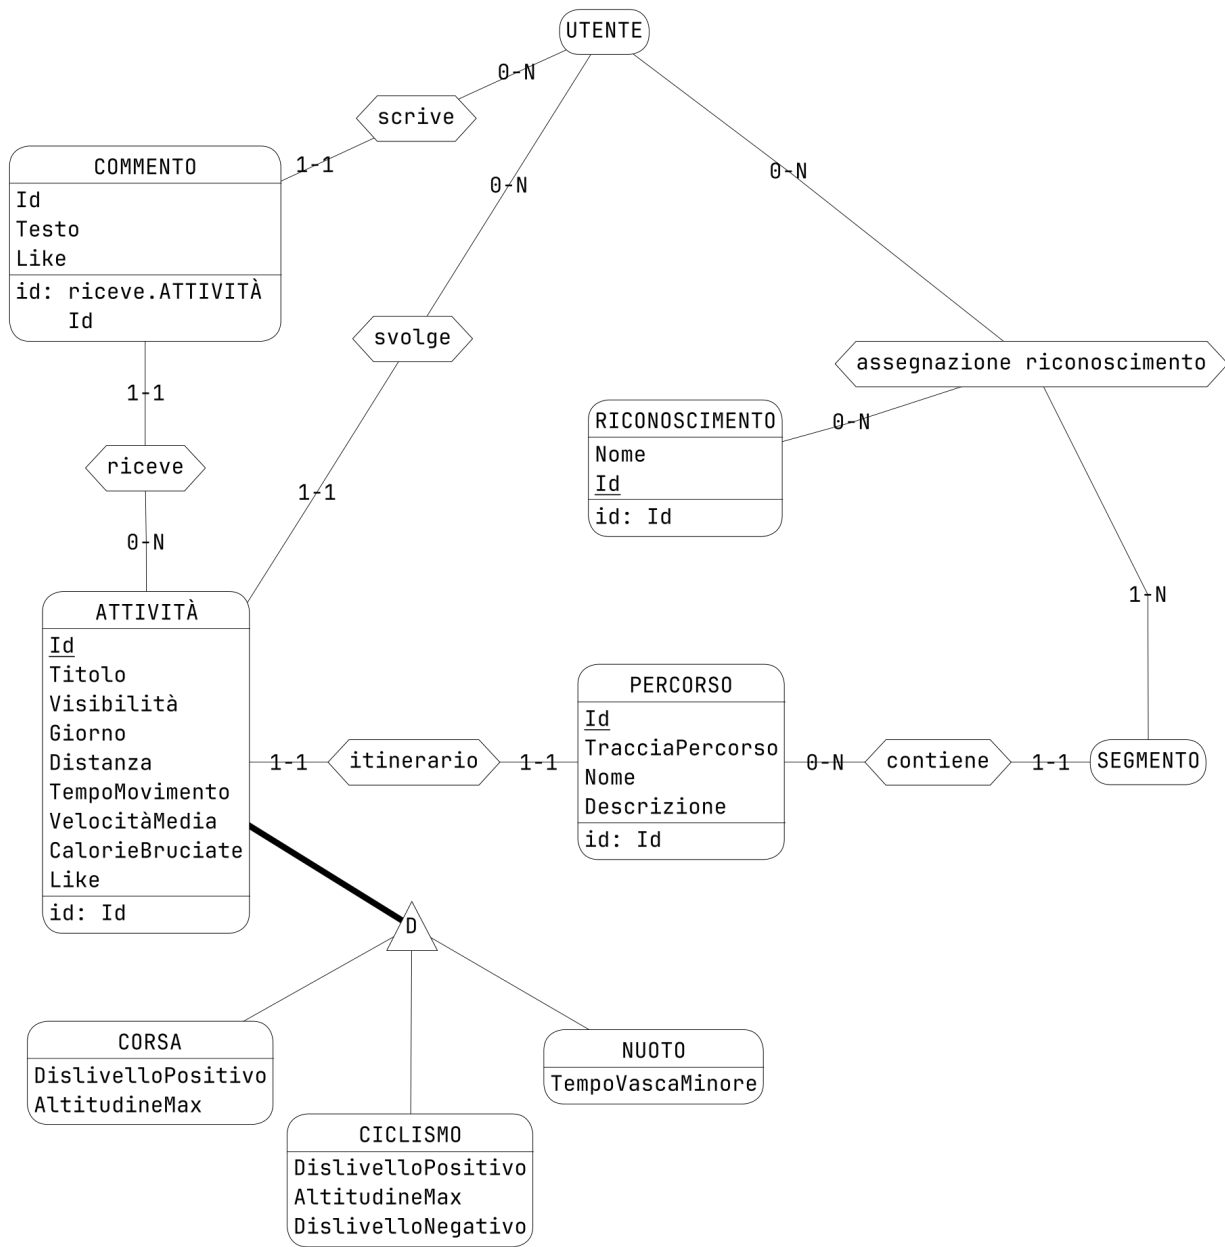 UTENTE
0-N
scrive
1-1
COMMENTO
Id
Testo
Like
id: riceve.ATTIVITÀ
Id
0-N
svolge
1-1
0-N
assegnazione riconoscimento
0-N
1-N
RICONOSCIMENTO
Nome
Id
id: Id
1-1
riceve
0-N
ATTIVITÀ
Id
Titolo
Visibilità
Giorno
Distanza
TempoMovimento
VelocitàMedia
CalorieBruciate
Like
id: Id
1-1
itinerario
1-1
PERCORSO
Id
TracciaPercorso
Nome
Descrizione
id: Id
0-N
contiene
1-1
SEGMENTO
D
CORSA
DislivelloPositivo
AltitudineMax
CICLISMO
DislivelloPositivo
AltitudineMax
DislivelloNegativo
NUOTO
TempoVascaMinore